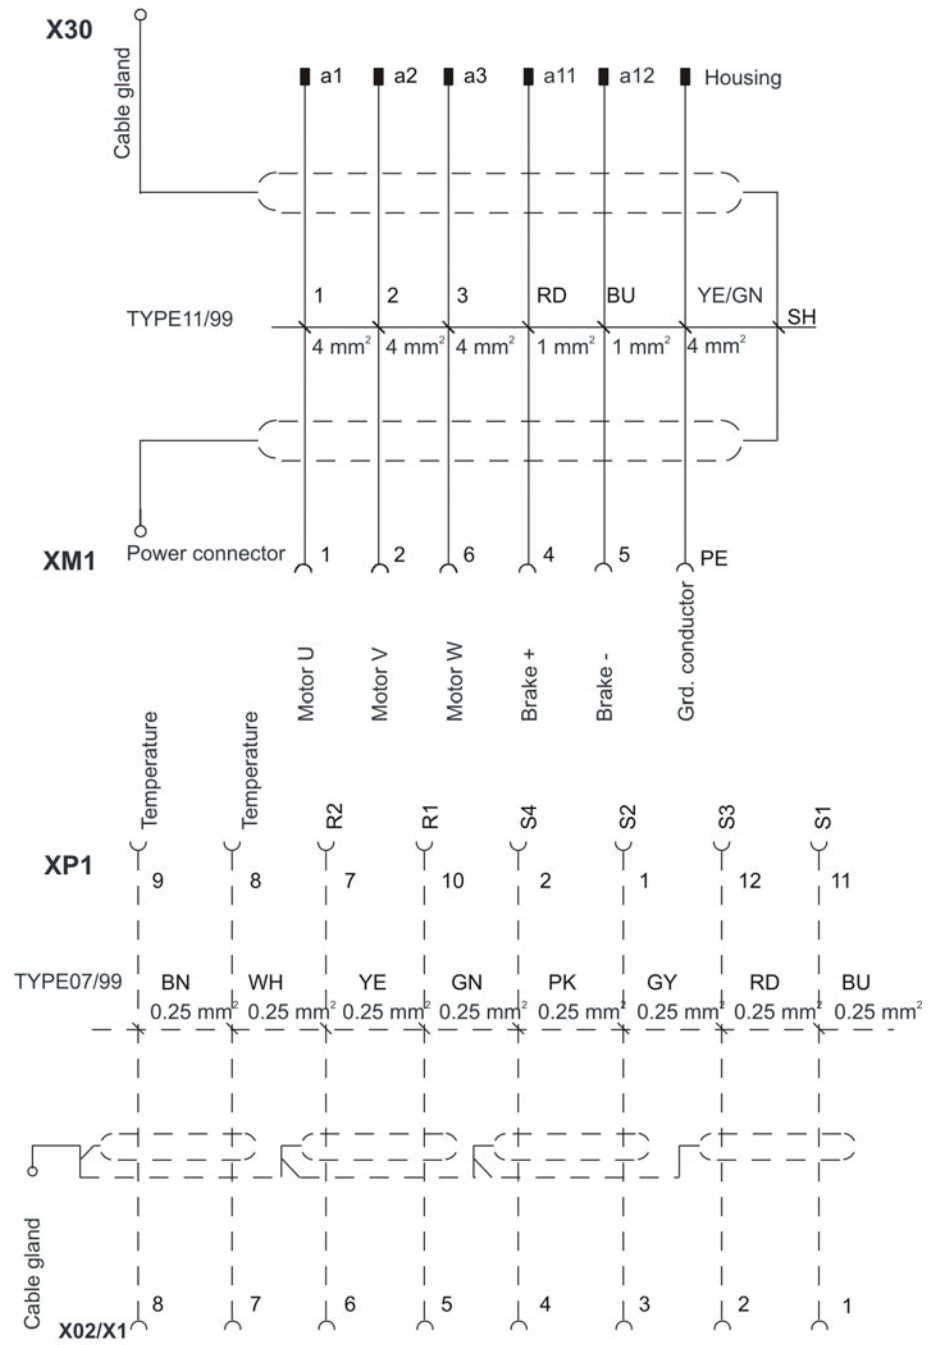 X30
Cable gland
a1 a2 a3 a11 a12 Housing
1 2 3 RD BU YE/GN
TYPE11/99
SH
4 mm² 4 mm² 4 mm² 1 mm² 1 mm² 4 mm²
XM1
Power connector
1 2 6 4 5 PE
Motor U
Motor V
Motor W
Brake +
Brake -
Grd. conductor
Temperature
Temperature
R2
R1
S4
S2
S3
S1
XP1
9 8 7 10 2 1 12 11
TYPE07/99
BN WH YE GN PK GY RD BU
0.25 mm² 0.25 mm² 0.25 mm² 0.25 mm² 0.25 mm² 0.25 mm² 0.25 mm² 0.25 mm²
Cable gland
8 7 6 5 4 3 2 1
X02/X1